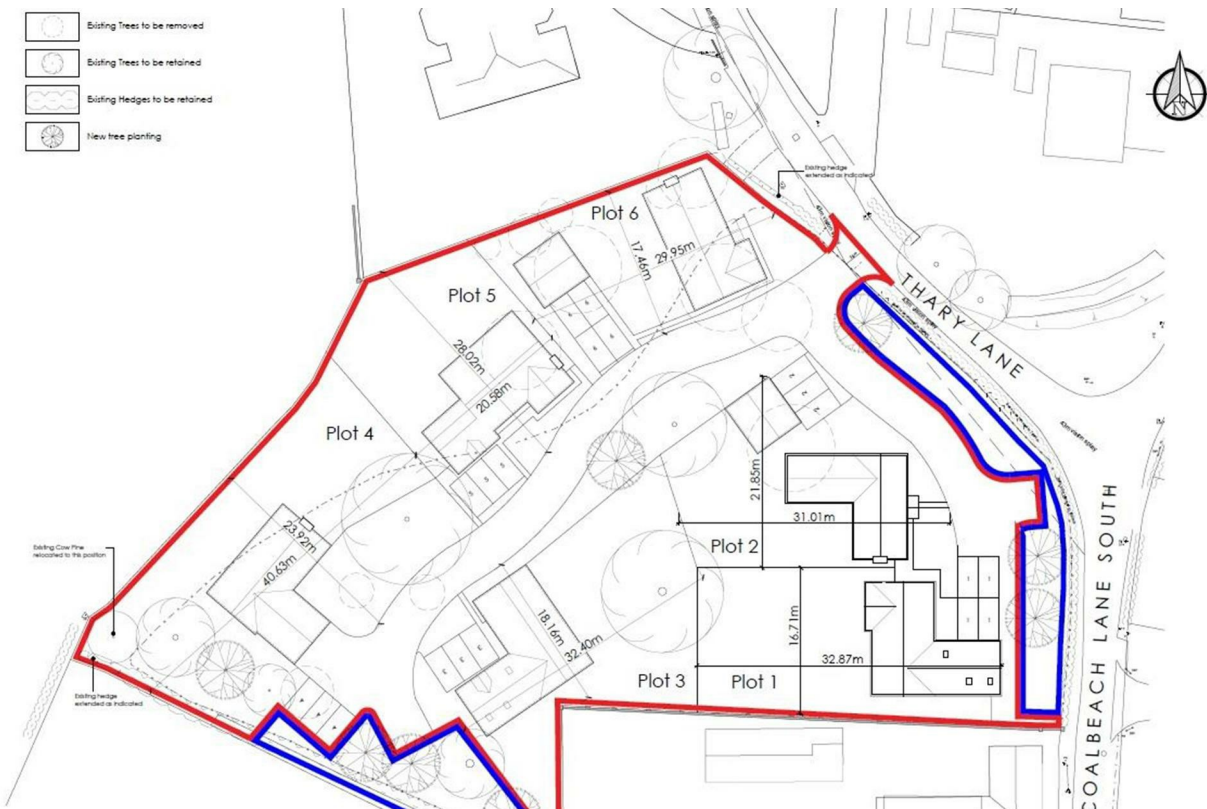 Existing Trees to be removed
Existing Trees to be retained
Existing Hedges to be retained
New tree planting
N
Existing hedge
extended as indicated
Plot 6
17.46m
29.95m
Plot 5
28.02m
20.58m
THARY LANE
43m vision splay
Plot 4
21.85m
31.01m
Plot 2
23.92m
40.63m
Existing Cow Pine
relocated to this position
18.16m
32.40m
16.71m
32.87m
Plot 3
Plot 1
Existing hedge
extended as indicated
COALBEACH LANE SOUTH